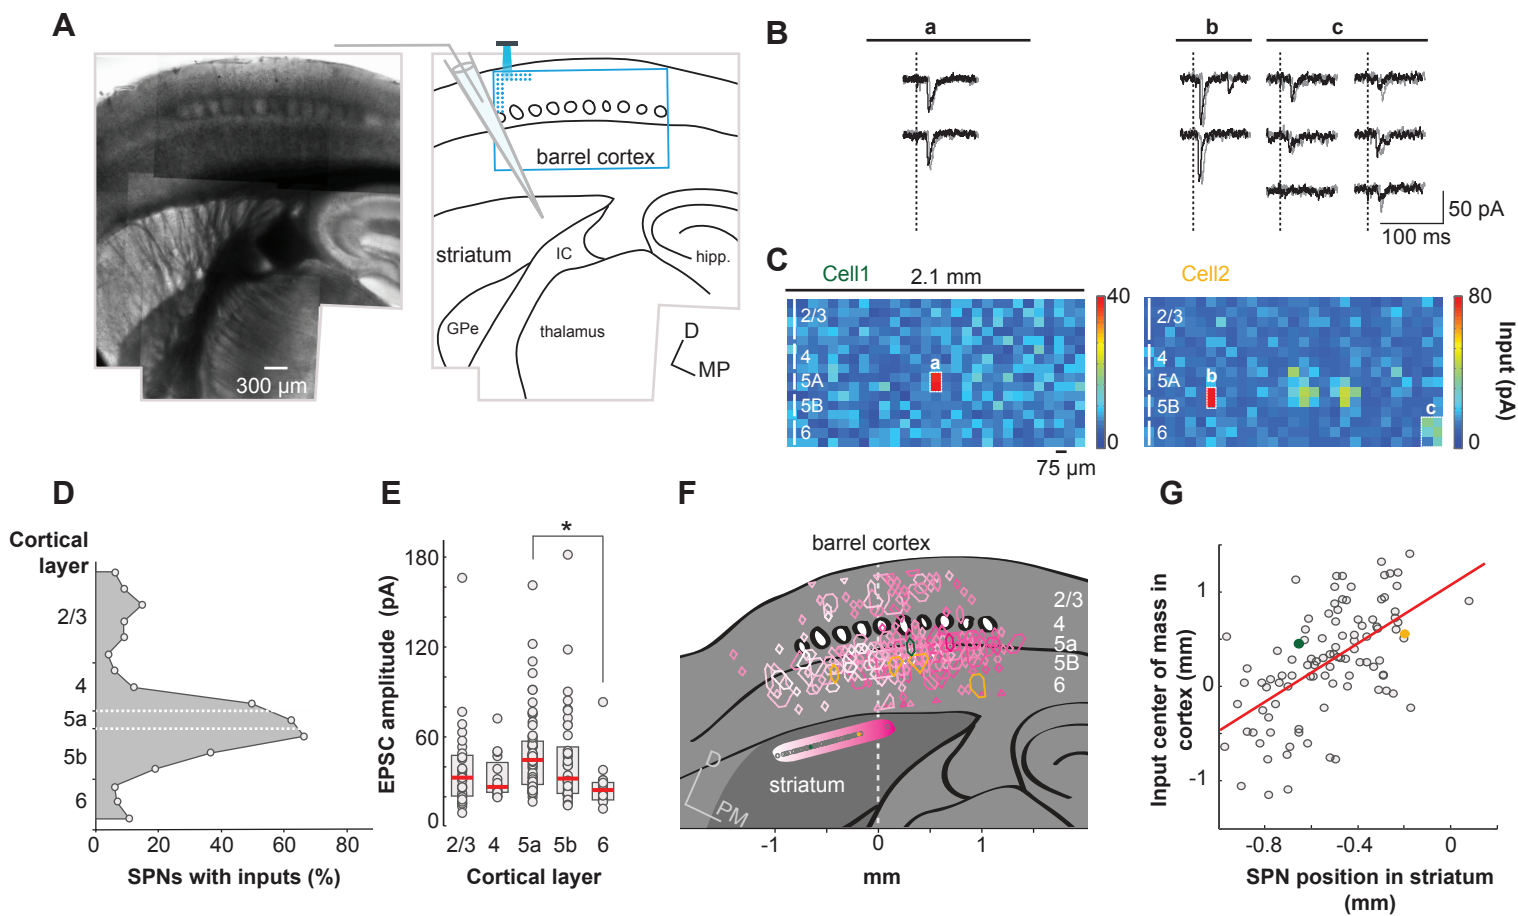 A
300 µm
barrel cortex
striatum
IC
hipp.
GPe
thalamus
D
MP
B
a
b
c
50 pA
100 ms
C
Cell1
2.1 mm
Cell2
2/3
4
5A
5B
6
a
40
0
75 µm
2/3
4
5A
5B
6
b
c
80
0
Input (pA)
D
Cortical
layer
2/3
4
5a
5b
6
0
20
40
60
80
SPNs with inputs (%)
E
*
EPSC amplitude (pA)
180
120
60
0
2/3
4
5a
5b
6
Cortical layer
F
barrel cortex
2/3
4
5a
5B
6
striatum
D
PM
-1
0
1
mm
G
Input center of mass in
cortex (mm)
1
0
-1
-0.8
-0.4
0
SPN position in striatum
(mm)